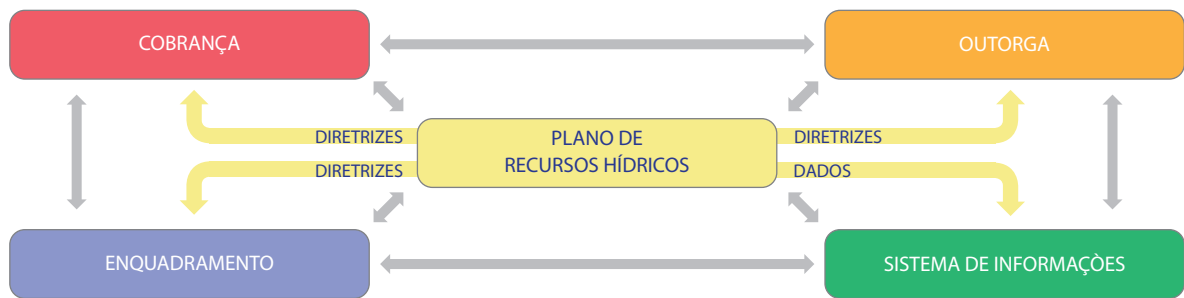 COBRANÇA
OUTORGA
DIRETRIZES
PLANO DE
RECURSOS HÍDRICOS
DIRETRIZES
DIRETRIZES
DADOS
ENQUADRAMENTO
SISTEMA DE INFORMAÇÒES